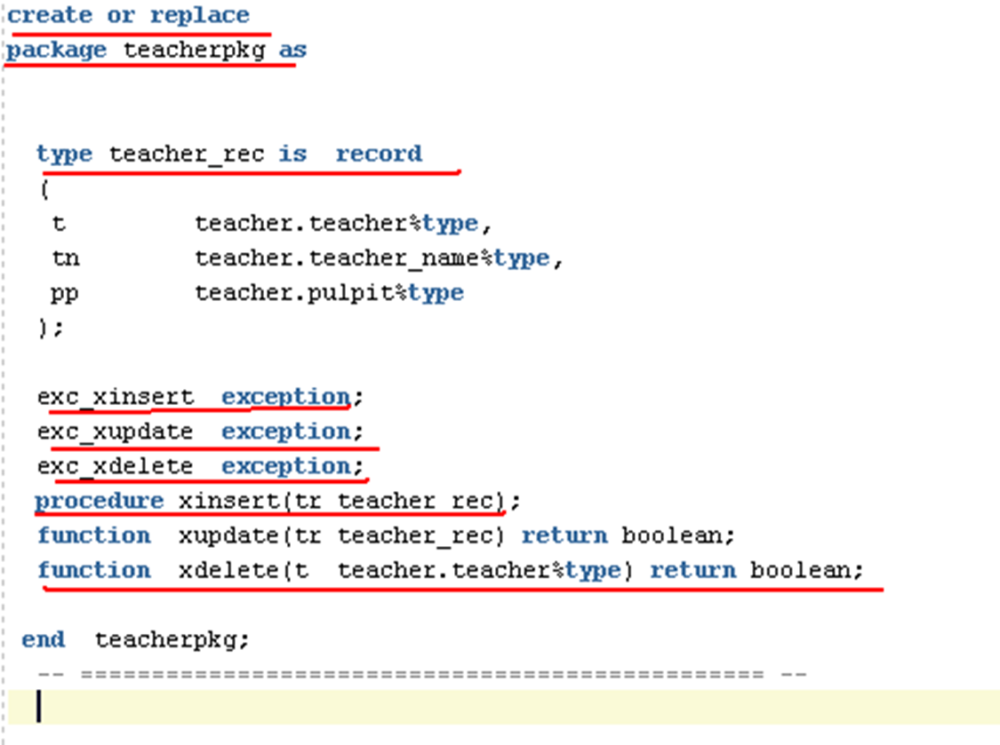 create or replace
package teacherpkg as
type teacher_rec is  record
(
t         teacher.teacher%type,
tn        teacher.teacher_name%type,
pp        teacher.pulpit%type
);
exc_xinsert  exception;
exc_xupdate  exception;
exc_xdelete  exception;
procedure xinsert(tr teacher_rec);
function  xupdate(tr teacher_rec) return boolean;
function  xdelete(t  teacher.teacher%type) return boolean;
end  teacherpkg;
-- ================================================ --